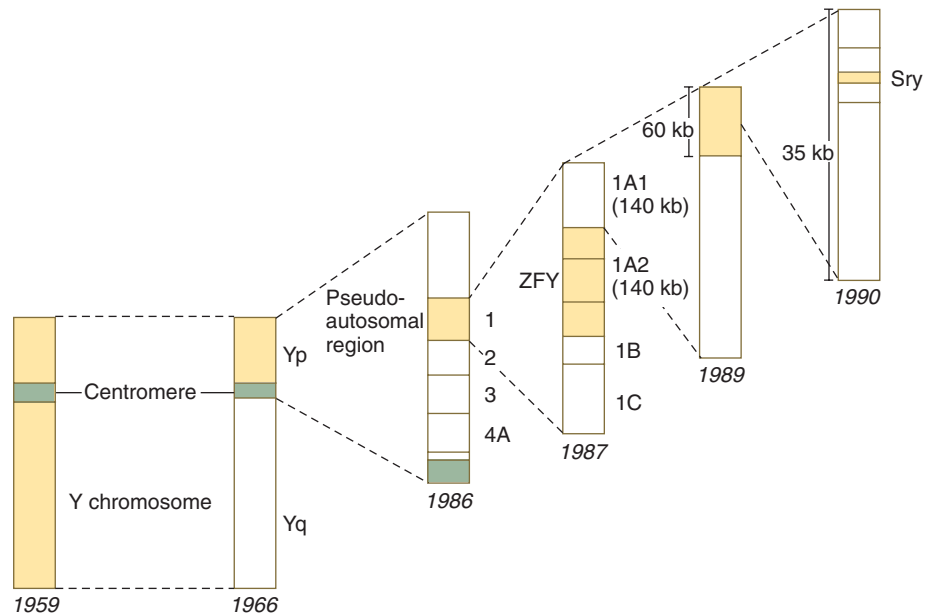 Sry
60 kb
35 kb
1A1
(140 kb)
ZFY
1A2
(140 kb)
1990
Pseudo-
autosomal
region
1
Yp
2
1B
1989
Centromere
3
1C
4A
1987
Y chromosome
1986
Yq
1959
1966